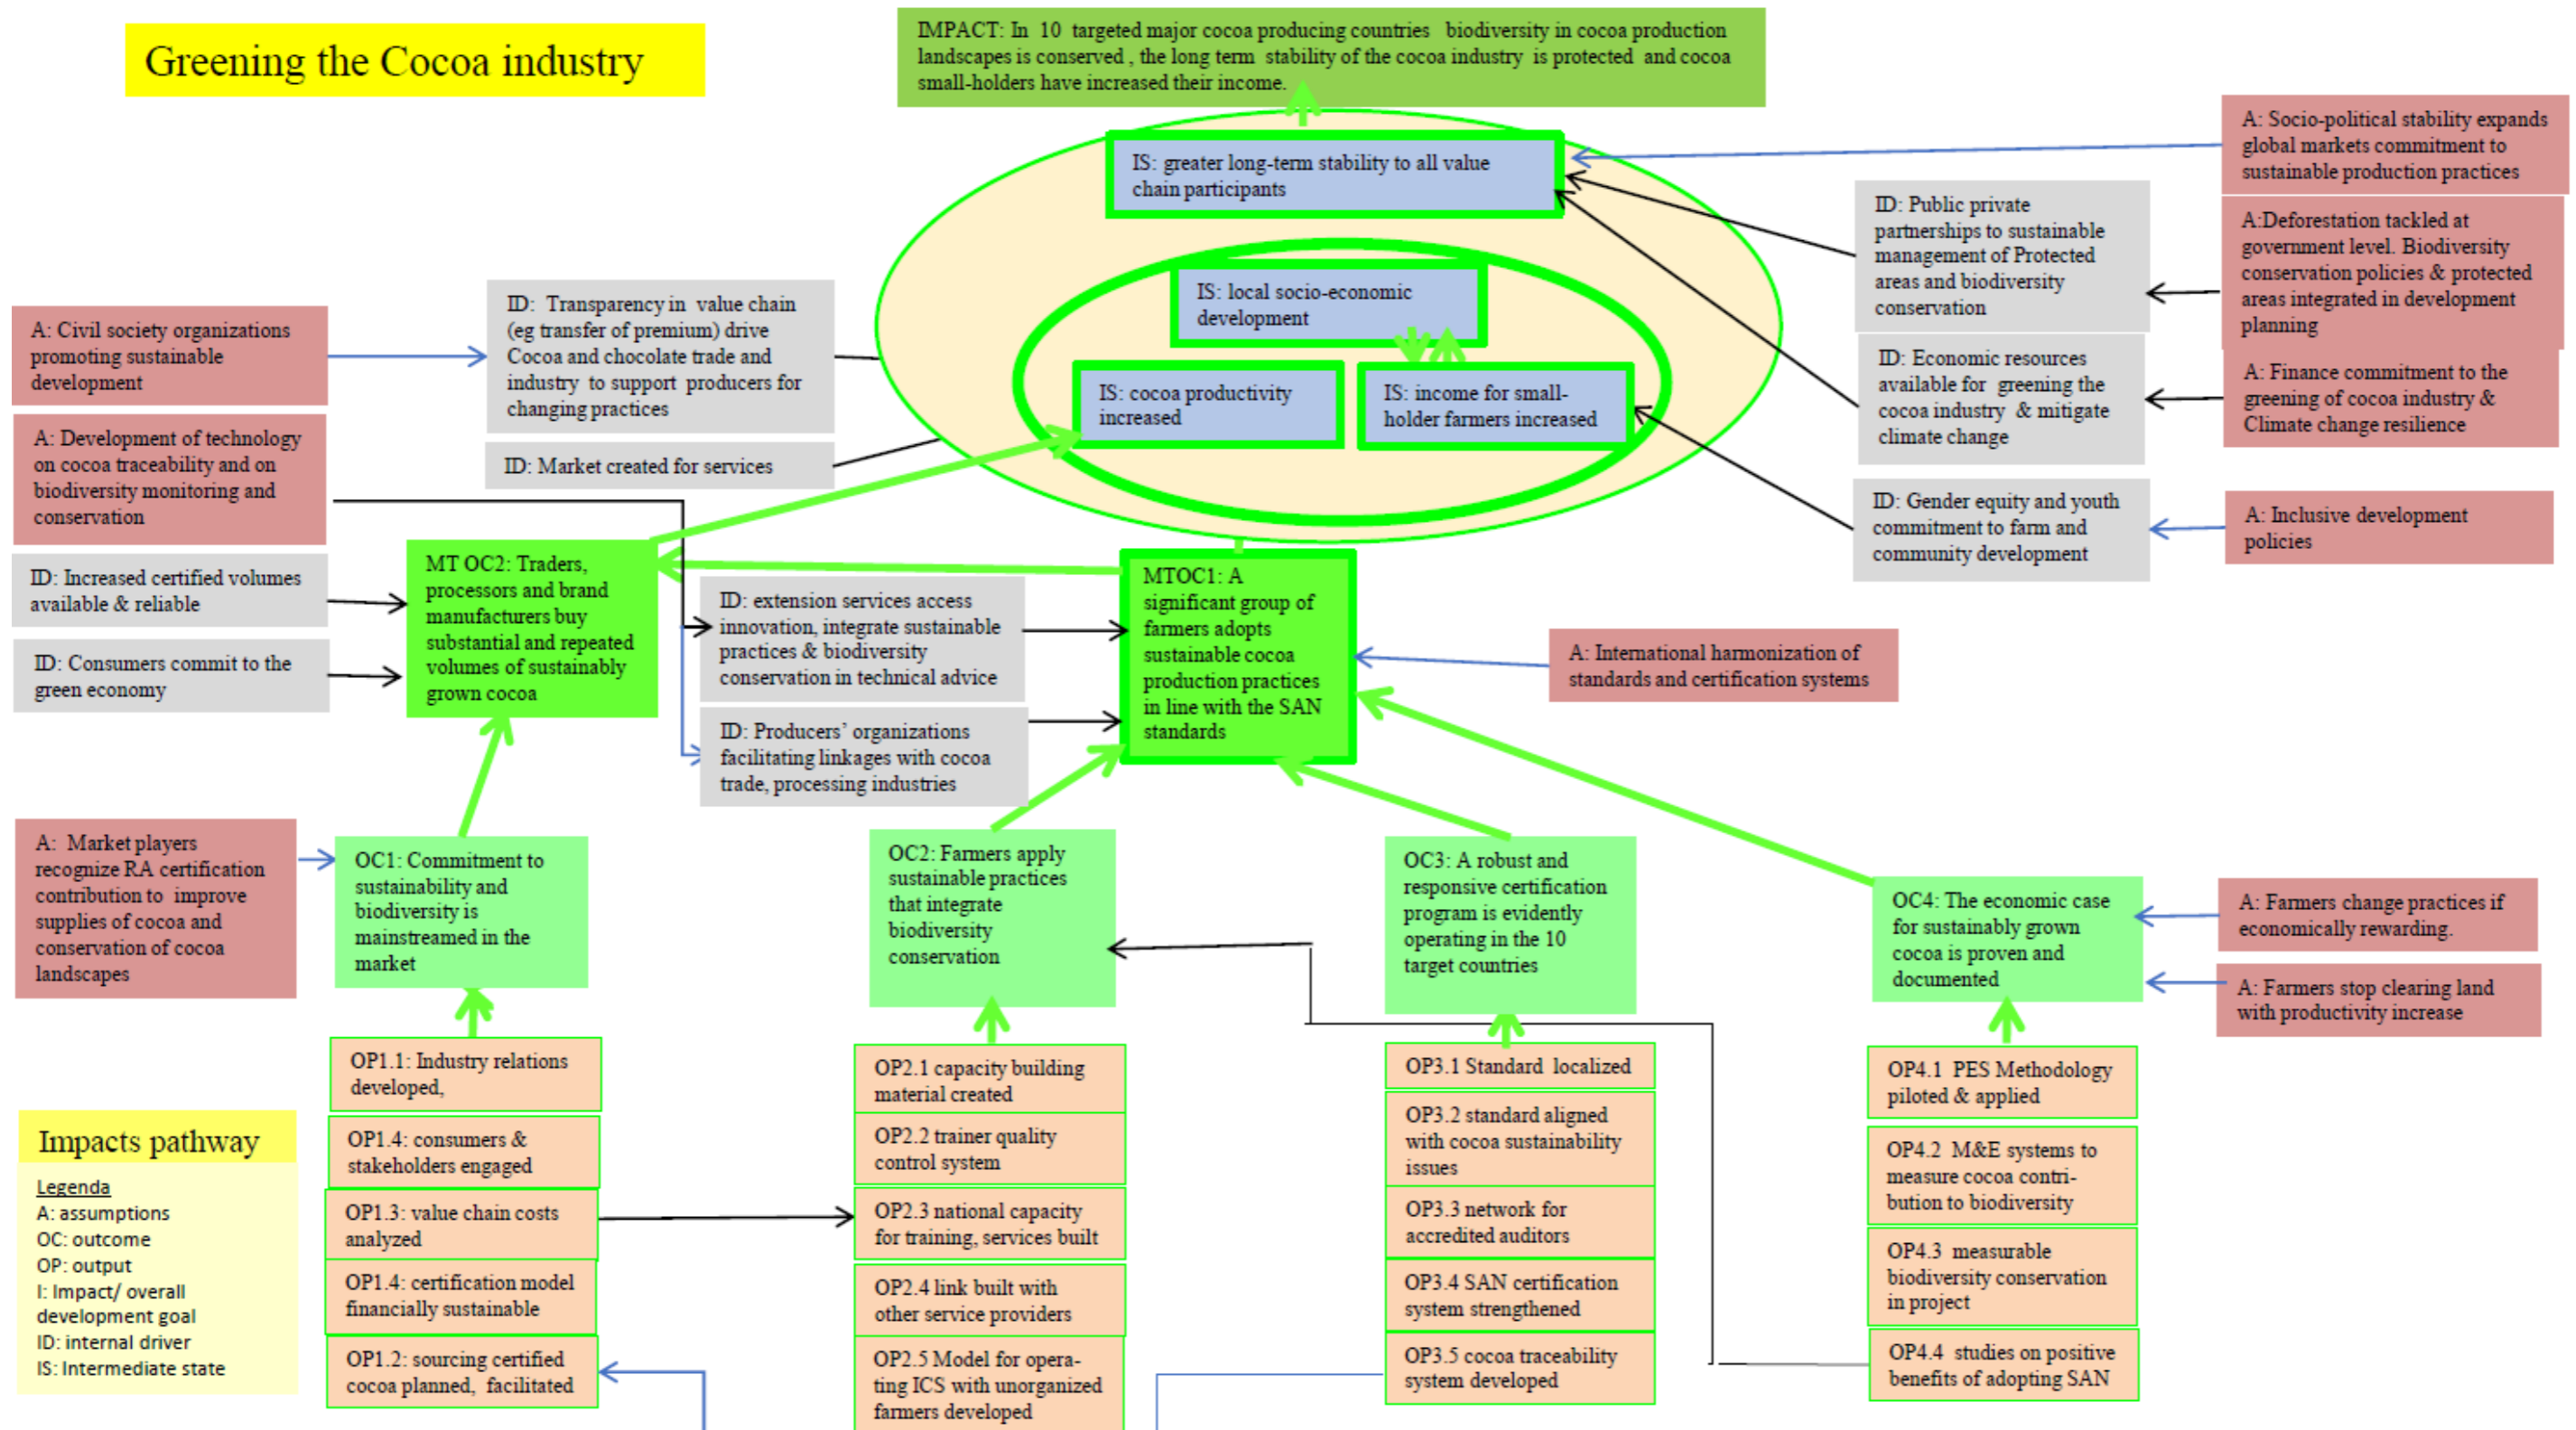 Greening the Cocoa industry
IMPACT: In 10 targeted major cocoa producing countries biodiversity in cocoa production
landscapes is conserved , the long term stability of the cocoa industry is protected and cocoa
small-holders have increased their income.
IS: greater long-term stability to all value
chain participants
IS: local socio-economic
development
IS: cocoa productivity
increased
IS: income for small-
holder farmers increased
A: Socio-political stability expands
global markets commitment to
sustainable production practices
ID: Public private
partnerships to sustainable
management of Protected
areas and biodiversity
conservation
A:Deforestation tackled at
government level. Biodiversity
conservation policies & protected
areas integrated in development
planning
ID: Economic resources
available for greening the
cocoa industry & mitigate
climate change
A: Finance commitment to the
greening of cocoa industry &
Climate change resilience
ID: Gender equity and youth
commitment to farm and
community development
A: Inclusive development
policies
A: Civil society organizations
promoting sustainable
development
ID: Transparency in value chain
(eg transfer of premium) drive
Cocoa and chocolate trade and
industry to support producers for
changing practices
A: Development of technology
on cocoa traceability and on
biodiversity monitoring and
conservation
ID: Market created for services
ID: Increased certified volumes
available & reliable
ID: Consumers commit to the
green economy
MT OC2: Traders,
processors and brand
manufacturers buy
substantial and repeated
volumes of sustainably
grown cocoa
ID: extension services access
innovation, integrate sustainable
practices & biodiversity
conservation in technical advice
ID: Producers’ organizations
facilitating linkages with cocoa
trade, processing industries
MTOC1: A
significant group of
farmers adopts
sustainable cocoa
production practices
in line with the SAN
standards
A: International harmonization of
standards and certification systems
A: Market players
recognize RA certification
contribution to improve
supplies of cocoa and
conservation of cocoa
landscapes
OC1: Commitment to
sustainability and
biodiversity is
mainstreamed in the
market
OC2: Farmers apply
sustainable practices
that integrate
biodiversity
conservation
OC3: A robust and
responsive certification
program is evidently
operating in the 10
target countries
OC4: The economic case
for sustainably grown
cocoa is proven and
documented
A: Farmers change practices if
economically rewarding.
A: Farmers stop clearing land
with productivity increase
OP1.1: Industry relations
developed,
OP1.4: consumers &
stakeholders engaged
OP1.3: value chain costs
analyzed
OP1.4: certification model
financially sustainable
OP1.2: sourcing certified
cocoa planned, facilitated
OP2.1 capacity building
material created
OP2.2 trainer quality
control system
OP2.3 national capacity
for training, services built
OP2.4 link built with
other service providers
OP2.5 Model for opera-
ting ICS with unorganized
farmers developed
OP3.1 Standard localized
OP3.2 standard aligned
with cocoa sustainability
issues
OP3.3 network for
accredited auditors
OP3.4 SAN certification
system strengthened
OP3.5 cocoa traceability
system developed
OP4.1 PES Methodology
piloted & applied
OP4.2 M&E systems to
measure cocoa contri-
bution to biodiversity
OP4.3 measurable
biodiversity conservation
in project
OP4.4 studies on positive
benefits of adopting SAN
Impacts pathway
Legenda
A: assumptions
OC: outcome
OP: output
I: Impact/ overall
development goal
ID: internal driver
IS: Intermediate state